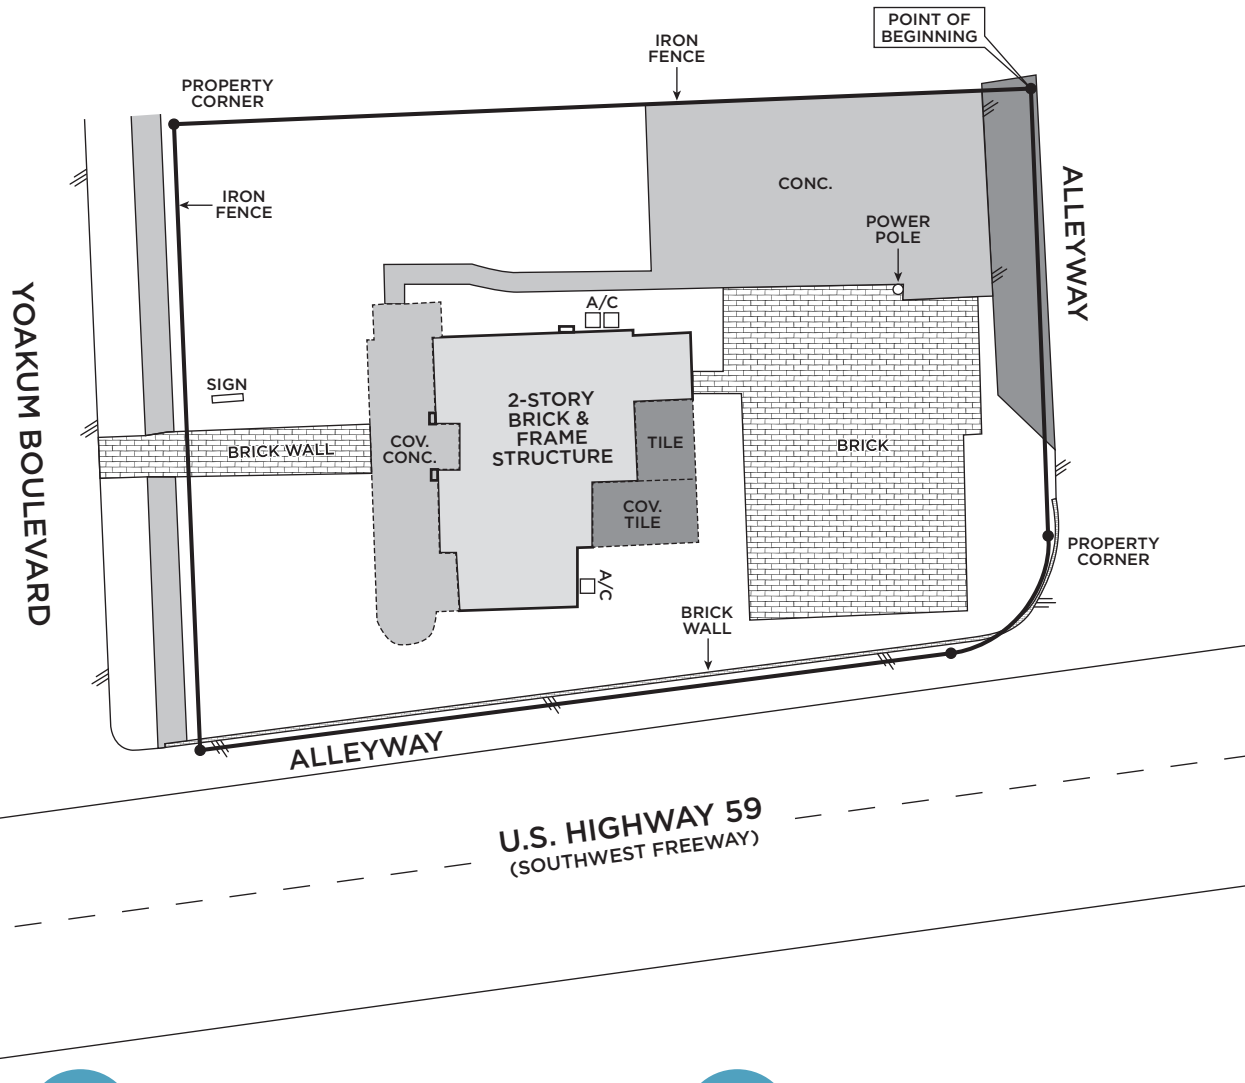 POINT OF
BEGINNING
IRON
FENCE
PROPERTY
CORNER
CONC.
ALLEYWAY
IRON
FENCE
POWER
POLE
YOAKUM BOULEVARD
A/C
SIGN
2-STORY
BRICK &
FRAME
STRUCTURE
COV.
CONC.
TILE
BRICK
BRICK WALL
COV.
TILE
PROPERTY
CORNER
A/C
BRICK
WALL
ALLEYWAY
U.S. HIGHWAY 59
(SOUTHWEST FREEWAY)